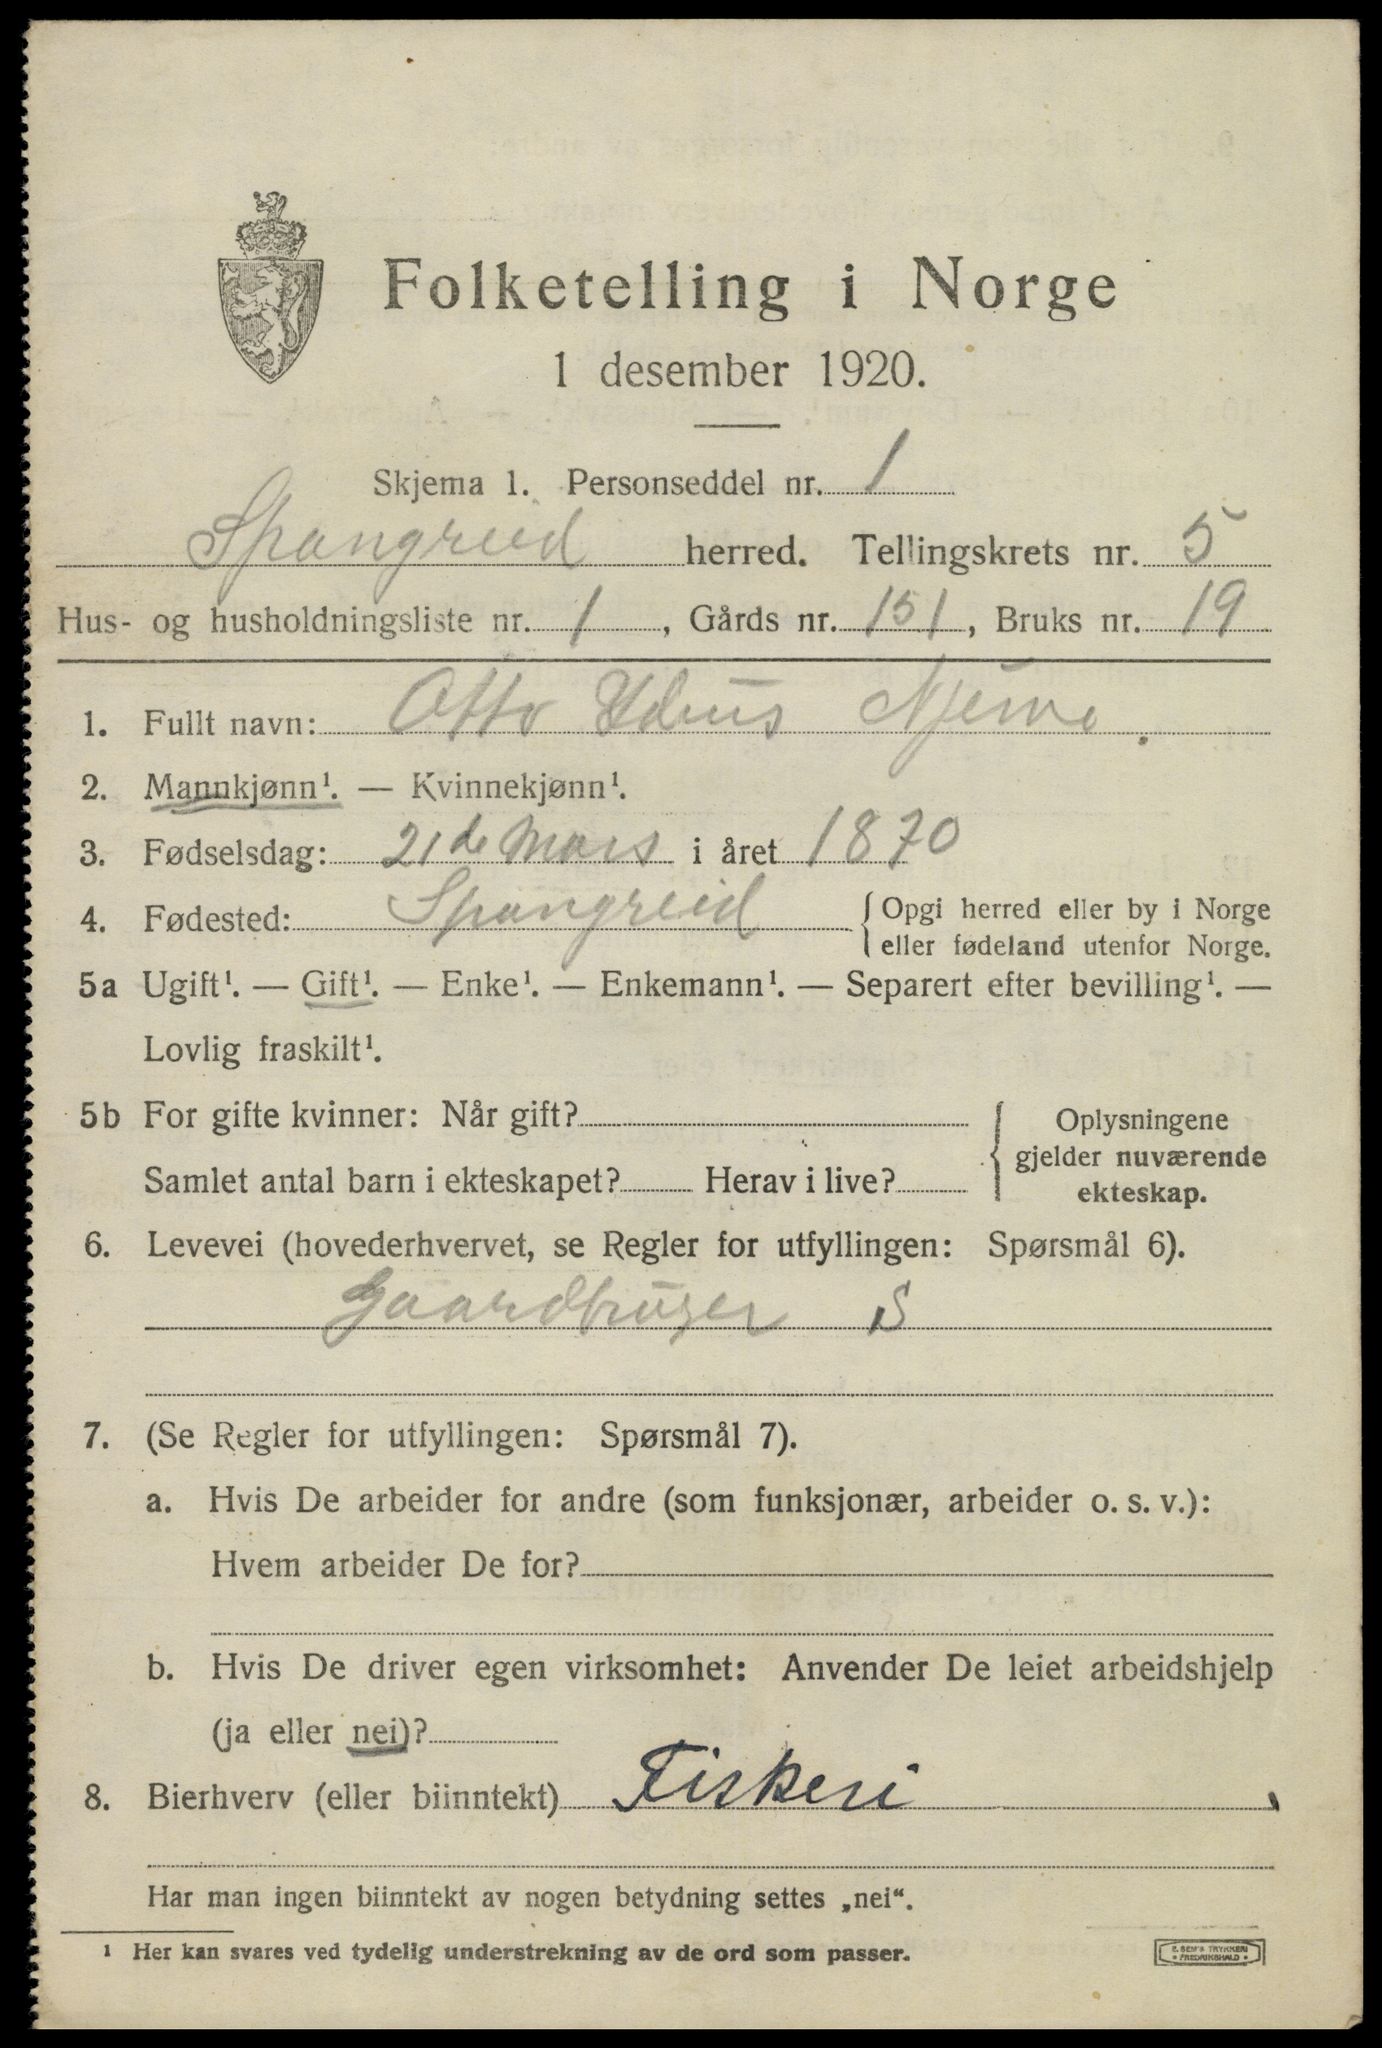 Folketelling i Norge
1 desember 1920.
Skjema 1. Personseddel nr. 1
Spangreid herred. Tellingskrets nr. 5
Hus- og husholdningsliste nr. 1, Gårds nr. 151, Bruks nr. 19
1. Fullt navn: Otto Njerve.
2. Mannkjønn¹. — Kvinnekjønn¹.
3. Fødselsdag: 21de Mars i året 1870
4. Fødested: Spangreid { Opgi herred eller by i Norge
eller fødeland utenfor Norge.
5a Ugift¹. — Gift¹. — Enke¹. — Enkemann¹. — Separert efter bevilling¹. —
Lovlig fraskilt¹.
5b For gifte kvinner: Når gift? { Oplysningene
gjelder nuværende
Samlet antal barn i ekteskapet? Herav i live?
ekteskap.
6. Levevei (hovederhvervet, se Regler for utfyllingen: Spørsmål 6).
Gaardbruger S
7. (Se Regler for utfyllingen: Spørsmål 7).
a. Hvis De arbeider for andre (som funksjonær, arbeider o. s. v.):
Hvem arbeider De for?
b. Hvis De driver egen virksomhet: Anvender De leiet arbeidshjelp
(ja eller nei)?
8. Bierhverv (eller biinntekt) Fiskeri
Har man ingen biinntekt av nogen betydning settes „nei".
¹ Her kan svares ved tydelig understrekning av de ord som passer.
E. SEM'S TRYKKERI
• FREDRIKSHALD •